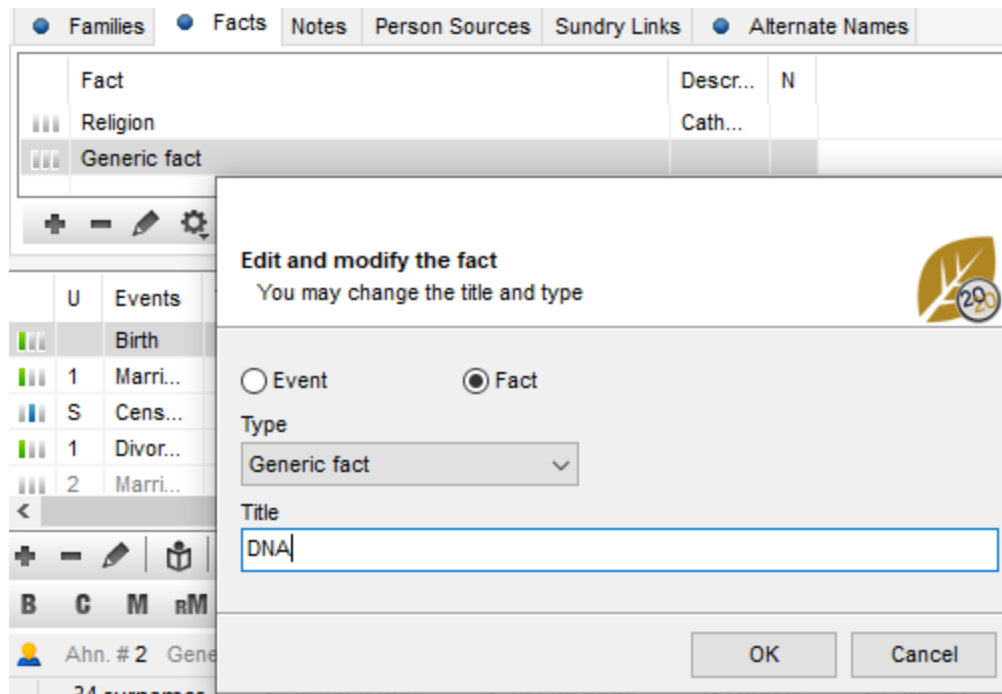 Families Facts Notes Person Sources Sundry Links Alternate Names
Fact Descr... N
Religion Cath...
Generic fact
Edit and modify the fact
You may change the title and type
2020
U Events
Birth
1 Marri...
S Cens...
1 Divor...
2 Marri...
Event Fact
Type
Generic fact
Title
DNA
B C M RM
OK Cancel
Ahn. # 2 Gene